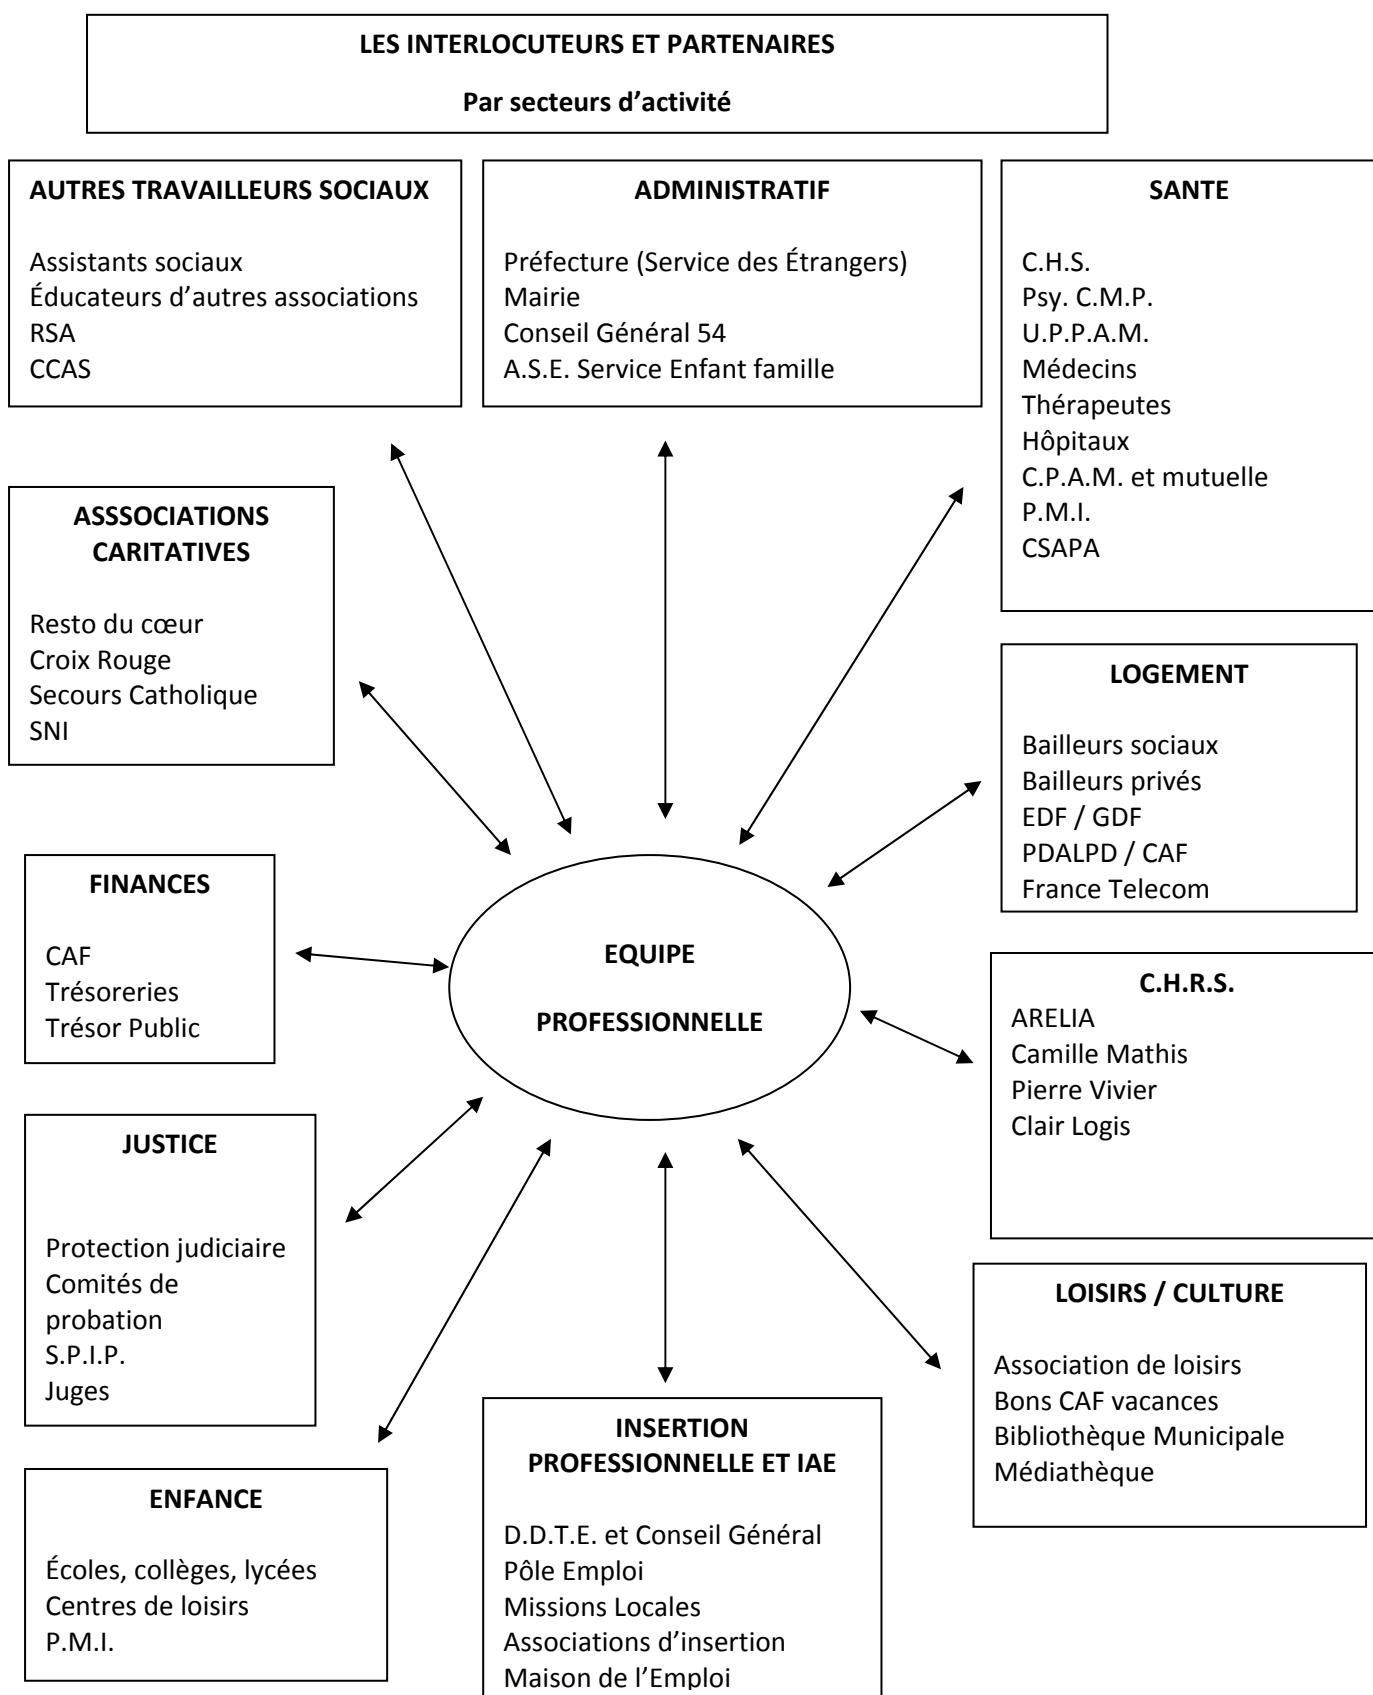 LES INTERLOCUTEURS ET PARTENAIRES
Par secteurs d’activité
AUTRES TRAVAILLEURS SOCIAUX
Assistants sociaux
Éducateurs d’autres associations
RSA
CCAS
ADMINISTRATIF
Préfecture (Service des Étrangers)
Mairie
Conseil Général 54
A.S.E. Service Enfant famille
SANTE
C.H.S.
Psy. C.M.P.
U.P.P.A.M.
Médecins
Thérapeutes
Hôpitaux
C.P.A.M. et mutuelle
P.M.I.
CSAPA
ASSSOCIATIONS
CARITATIVES
Resto du cœur
Croix Rouge
Secours Catholique
SNI
LOGEMENT
Bailleurs sociaux
Bailleurs privés
EDF / GDF
PDALPD / CAF
France Telecom
FINANCES
CAF
Trésoreries
Trésor Public
EQUIPE
PROFESSIONNELLE
C.H.R.S.
ARELIA
Camille Mathis
Pierre Vivier
Clair Logis
JUSTICE
Protection judiciaire
Comités de
probation
S.P.I.P.
Juges
LOISIRS / CULTURE
Association de loisirs
Bons CAF vacances
Bibliothèque Municipale
Médiathèque
ENFANCE
Écoles, collèges, lycées
Centres de loisirs
P.M.I.
INSERTION
PROFESSIONNELLE ET IAE
D.D.T.E. et Conseil Général
Pôle Emploi
Missions Locales
Associations d’insertion
Maison de l’Emploi